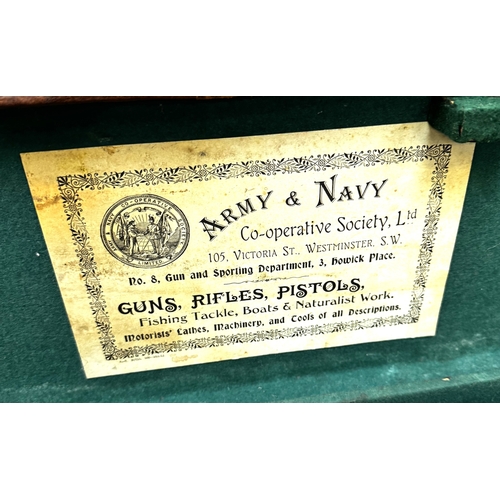 ARMY & NAVY
Co-operative Society, Ltd
105, VICTORIA ST., WESTMINSTER, S.W.
No. 8, Gun and Sporting Department, 3, Howick Place.
GUNS, RIFLES, PISTOLS,
Fishing Tackle, Boats & Naturalist Work.
Motorists' Lathes, Machinery, and Tools of all Descriptions.